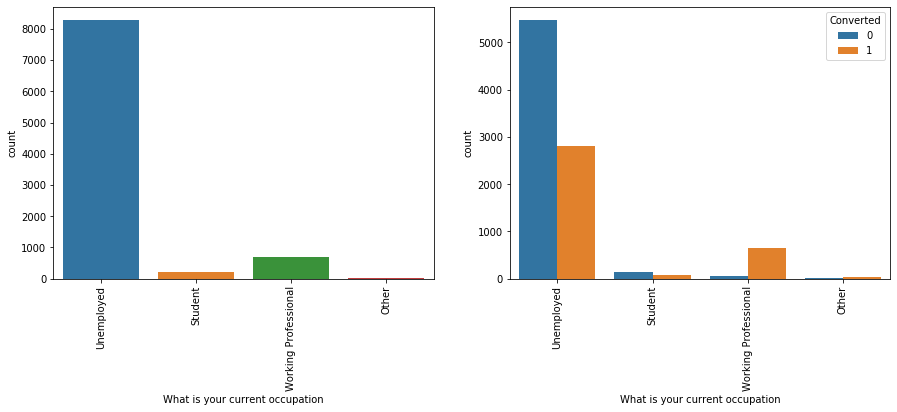 8000
7000
6000
5000
4000
3000
2000
1000
0
count
Unemployed
Student
Working Professional
Other
What is your current occupation
5000
4000
3000
2000
1000
0
count
Converted
0
1
Unemployed
Student
Working Professional
Other
What is your current occupation